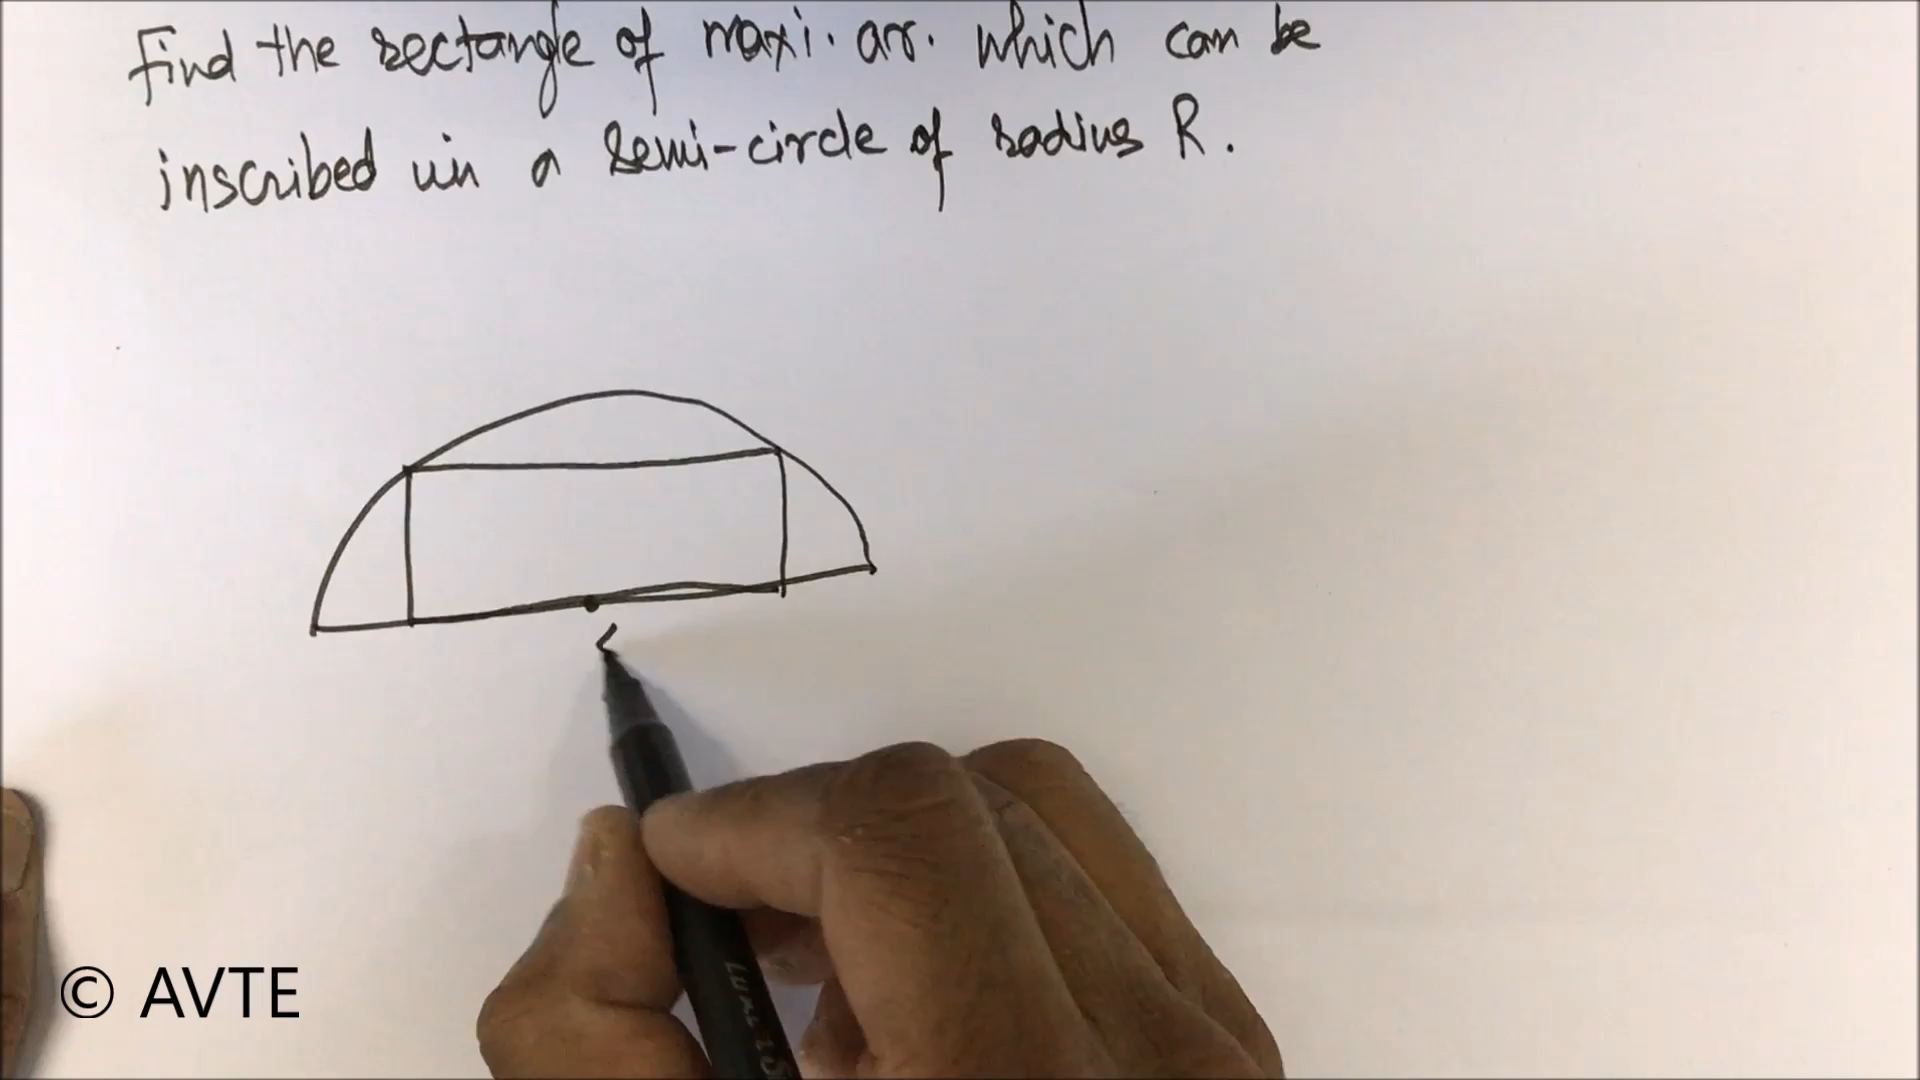 Find the rectangle of maxi. ar. which can be
inscribed in a semi-circle of radius R.
© AVTE